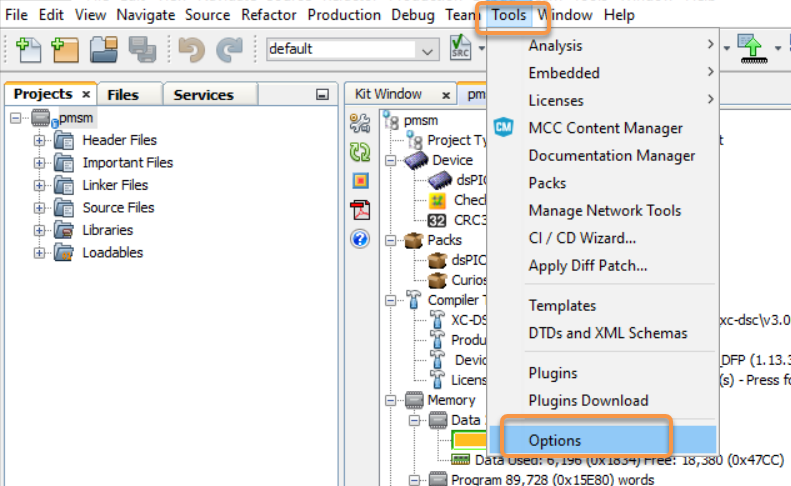 File Edit View Navigate Source Refactor Production Debug Team Tools Window Help
default
SRC
Projects x Files Services
pmsm
Header Files
Important Files
Linker Files
Source Files
Libraries
Loadables
Kit Window x pm
pmsm
Project Ty
Device
dsPIC
Chec
32 CRC3
Packs
dsPIC
Curios
Compiler T
XC-DS
xc-dsc\v3.0
Produ
Devic
_DFP (1.13.
Licens
(s) - Press fo
Memory
Data
Data Used: 6,196 (0x1834) Free: 18,380 (0x47CC)
Program 89,728 (0x15E80) words
Analysis
Embedded
Licenses
CM MCC Content Manager
Documentation Manager
Packs
Manage Network Tools
CI / CD Wizard...
Apply Diff Patch...
Templates
DTDs and XML Schemas
Plugins
Plugins Download
Options